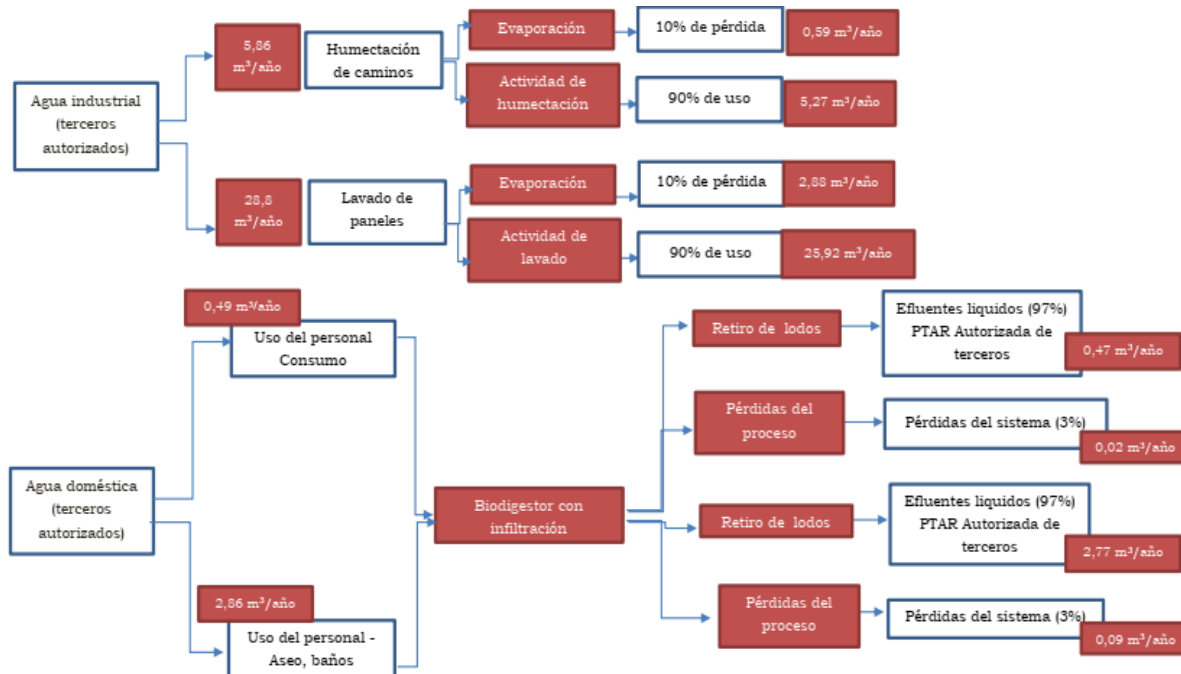 Agua industrial
(terceros
autorizados)
5,86
m³/año
Humectación
de caminos
Evaporación
10% de pérdida
0,59 m³/año
Actividad de
humectación
90% de uso
5,27 m³/año
28,8
m³/año
Lavado de
paneles
Evaporación
10% de pérdida
2,88 m³/año
Actividad de
lavado
90% de uso
25,92 m³/año
Agua doméstica
(terceros
autorizados)
0,49 m³/año
Uso del personal
Consumo
2,86 m³/año
Uso del personal -
Aseo, baños
Biodigestor con
infiltración
Retiro de lodos
Efluentes liquidos (97%)
PTAR Autorizada de
terceros
0,47 m³/año
Pérdidas del
proceso
Pérdidas del sistema (3%)
0,02 m³/año
Retiro de lodos
Efluentes liquidos (97%)
PTAR Autorizada de
terceros
2,77 m³/año
Pérdidas del
proceso
Pérdidas del sistema (3%)
0,09 m³/año